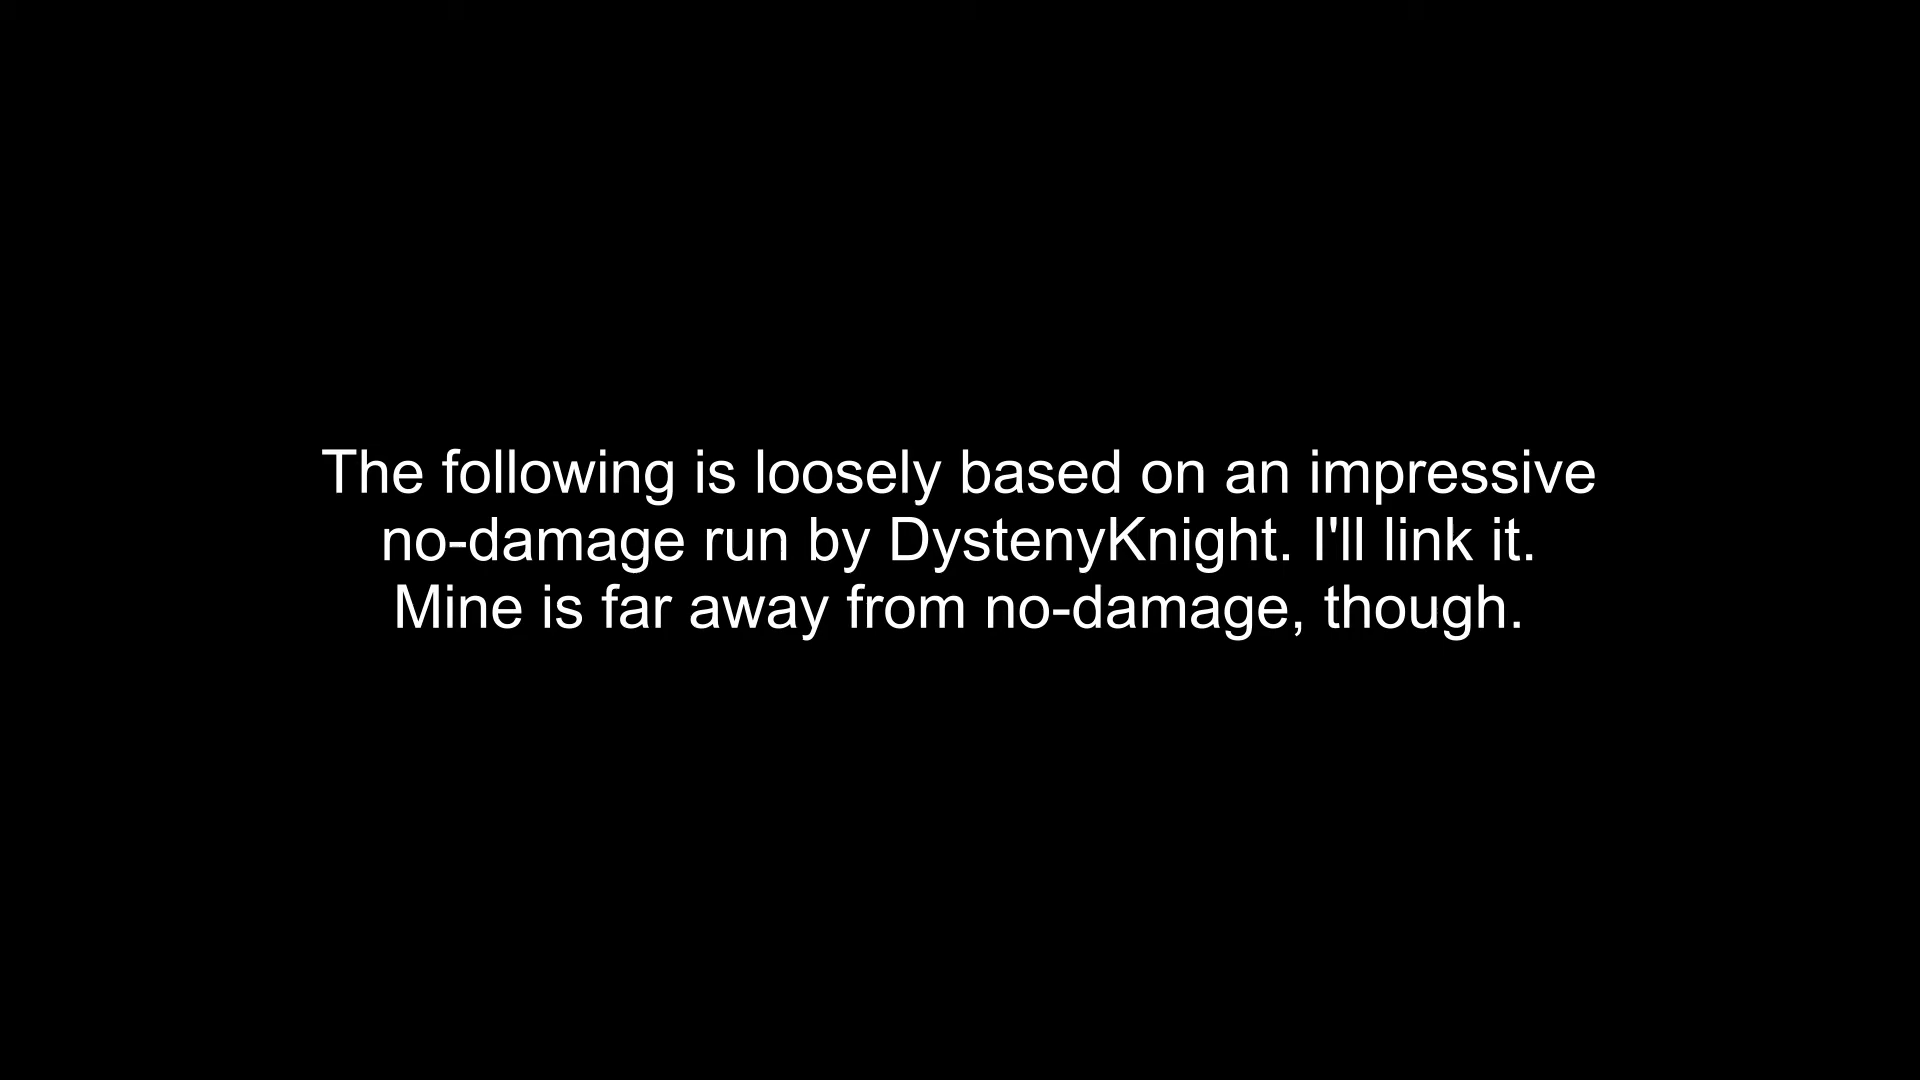 The following is loosely based on an impressive
no-damage run by DystenyKnight. I'll link it.
Mine is far away from no-damage, though.